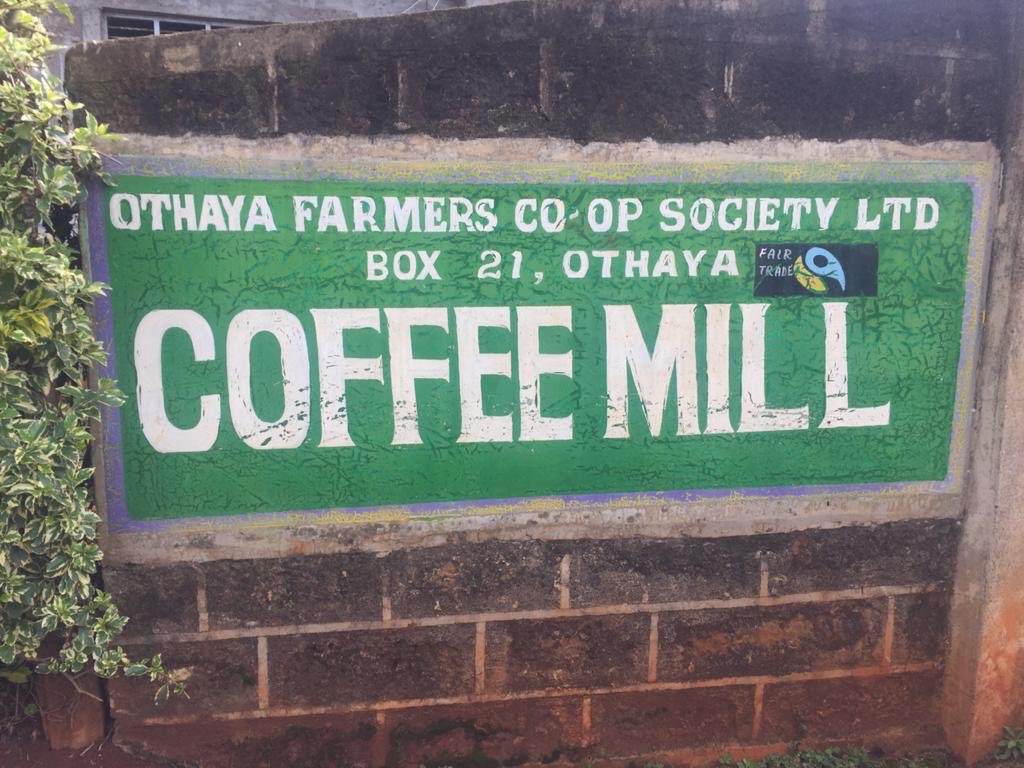 OTHAYA FARMERS CO-OP SOCIETY LTD
BOX 21, OTHAYA
FAIR
TRADE
COFFEE MILL